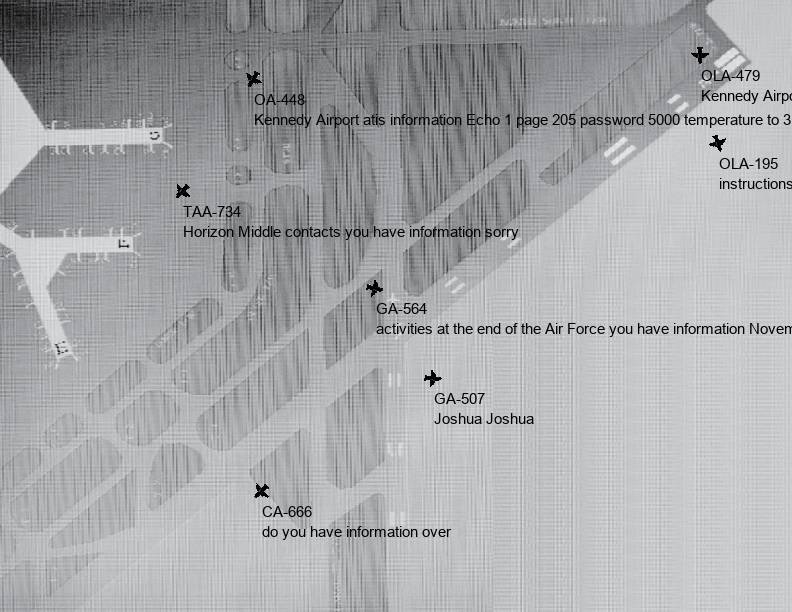 OLA-479
Kennedy Airpo
OA-448
Kennedy Airport atis information Echo 1 page 205 password 5000 temperature to 3
OLA-195
instructions
TAA-734
Horizon Middle contacts you have information sorry
GA-564
activities at the end of the Air Force you have information Novem
GA-507
Joshua Joshua
CA-666
do you have information over